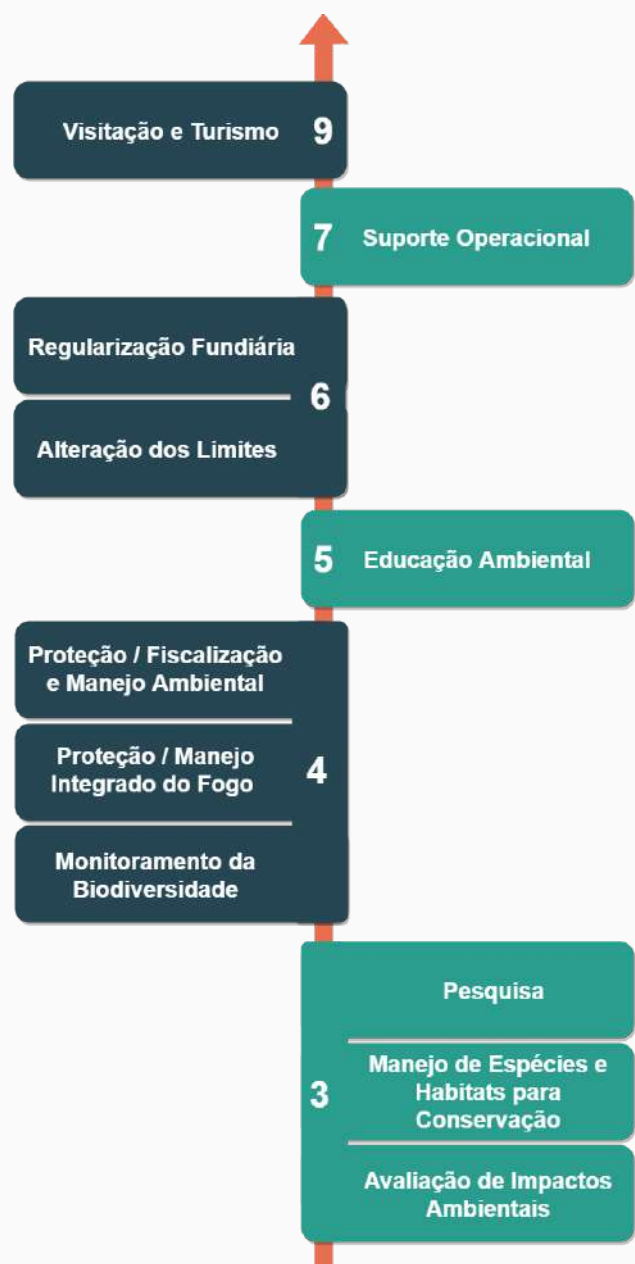 Visitação e Turismo 9
7 Suporte Operacional
Regularização Fundiária
6
Alteração dos Limites
5 Educação Ambiental
Proteção / Fiscalização
e Manejo Ambiental
Proteção / Manejo
Integrado do Fogo
4
Monitoramento da
Biodiversidade
Pesquisa
3
Manejo de Espécies e
Habitats para
Conservação
Avaliação de Impactos
Ambientais